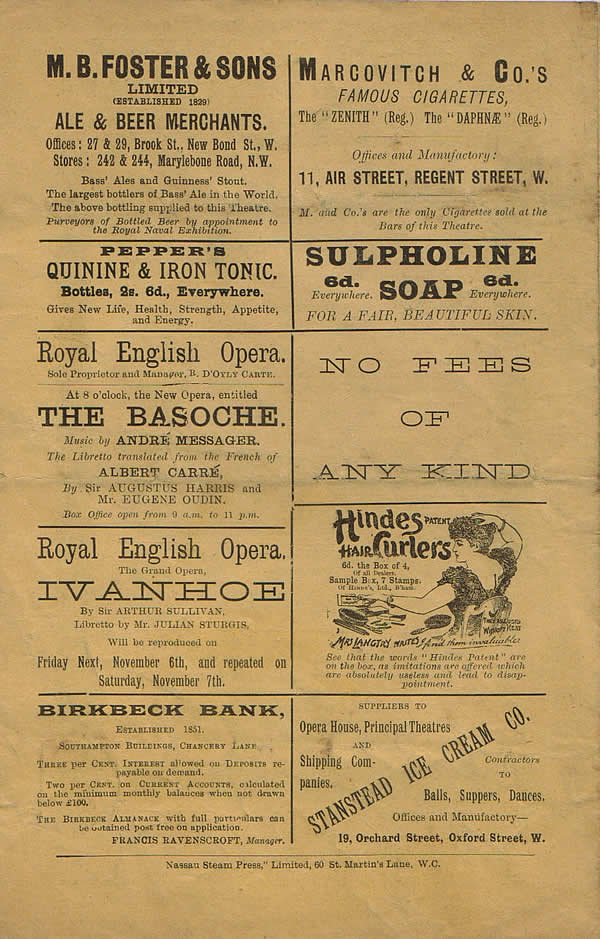 M. B. FOSTER & SONS
LIMITED
(ESTABLISHED 1829)
ALE & BEER MERCHANTS.
Offices: 27 & 29, Brook St., New Bond St., W.
Stores: 242 & 244, Marylebone Road, N.W.
Bass' Ales and Guinness' Stout.
The largest bottlers of Bass' Ale in the World.
The above bottling supplied to this Theatre.
Purveyors of Bottled Beer by appointment to
the Royal Naval Exhibition.
PEPPER'S
QUININE & IRON TONIC.
Bottles, 2s. 6d., Everywhere.
Gives New Life, Health, Strength, Appetite,
and Energy.
Royal English Opera.
Sole Proprietor and Manager, R. D'OYLY CARTE.
At 8 o'clock, the New Opera, entitled
THE BASOCHE.
Music by ANDRÉ MESSAGER.
The Libretto translated from the French of
ALBERT CARRÉ,
By Sir AUGUSTUS HARRIS and
Mr. EUGENE OUDIN.
Box Office open from 9 a.m. to 11 p.m.
Royal English Opera.
The Grand Opera,
IVANHOE
By Sir ARTHUR SULLIVAN,
Libretto by Mr. JULIAN STURGIS,
Will be reproduced on
Friday Next, November 6th, and repeated on
Saturday, November 7th.
BIRKBECK BANK,
ESTABLISHED 1851.
SOUTHAMPTON BUILDINGS, CHANCERY LANE
THREE per CENT. INTEREST allowed on DEPOSITS re-
payable on demand.
Two per CENT. on CURRENT ACCOUNTS, calculated
on the minimum monthly balances when not drawn
below £100.
THE BIRKBECK ALMANACK with full particulars can
be obtained post free on application.
FRANCIS RAVENSCROFT, Manager.
MARCOVITCH & CO.'S
FAMOUS CIGARETTES,
The "ZENITH" (Reg.) The "DAPHNÆ" (Reg.)
Offices and Manufactory:
11, AIR STREET, REGENT STREET, W.
M. and Co.'s are the only Cigarettes sold at the
Bars of this Theatre.
SULPHOLINE
6d. Everywhere. SOAP 6d. Everywhere.
FOR A FAIR, BEAUTIFUL SKIN.
NO FEES
OF
ANY KIND
Hindes PATENT
HAIR Curlers
6d. the Box of 4,
Of all Dealers.
Sample Box, 7 Stamps.
Of Hinde's, Ltd., B'ham.
MRS LANGTRY WRITES I find them invaluable
See that the words "Hindes Patent" are
on the box, as imitations are offered which
are absolutely useless and lead to disap-
pointment.
SUPPLIERS TO
Opera House, Principal Theatres
AND
Shipping Com-
panies.
STANSTEAD ICE CREAM CO.
Contractors
TO
Balls, Suppers, Dances.
Offices and Manufactory—
19, Orchard Street, Oxford Street, W.
Nassau Steam Press," Limited, 60 St. Martin's Lane, W.C.